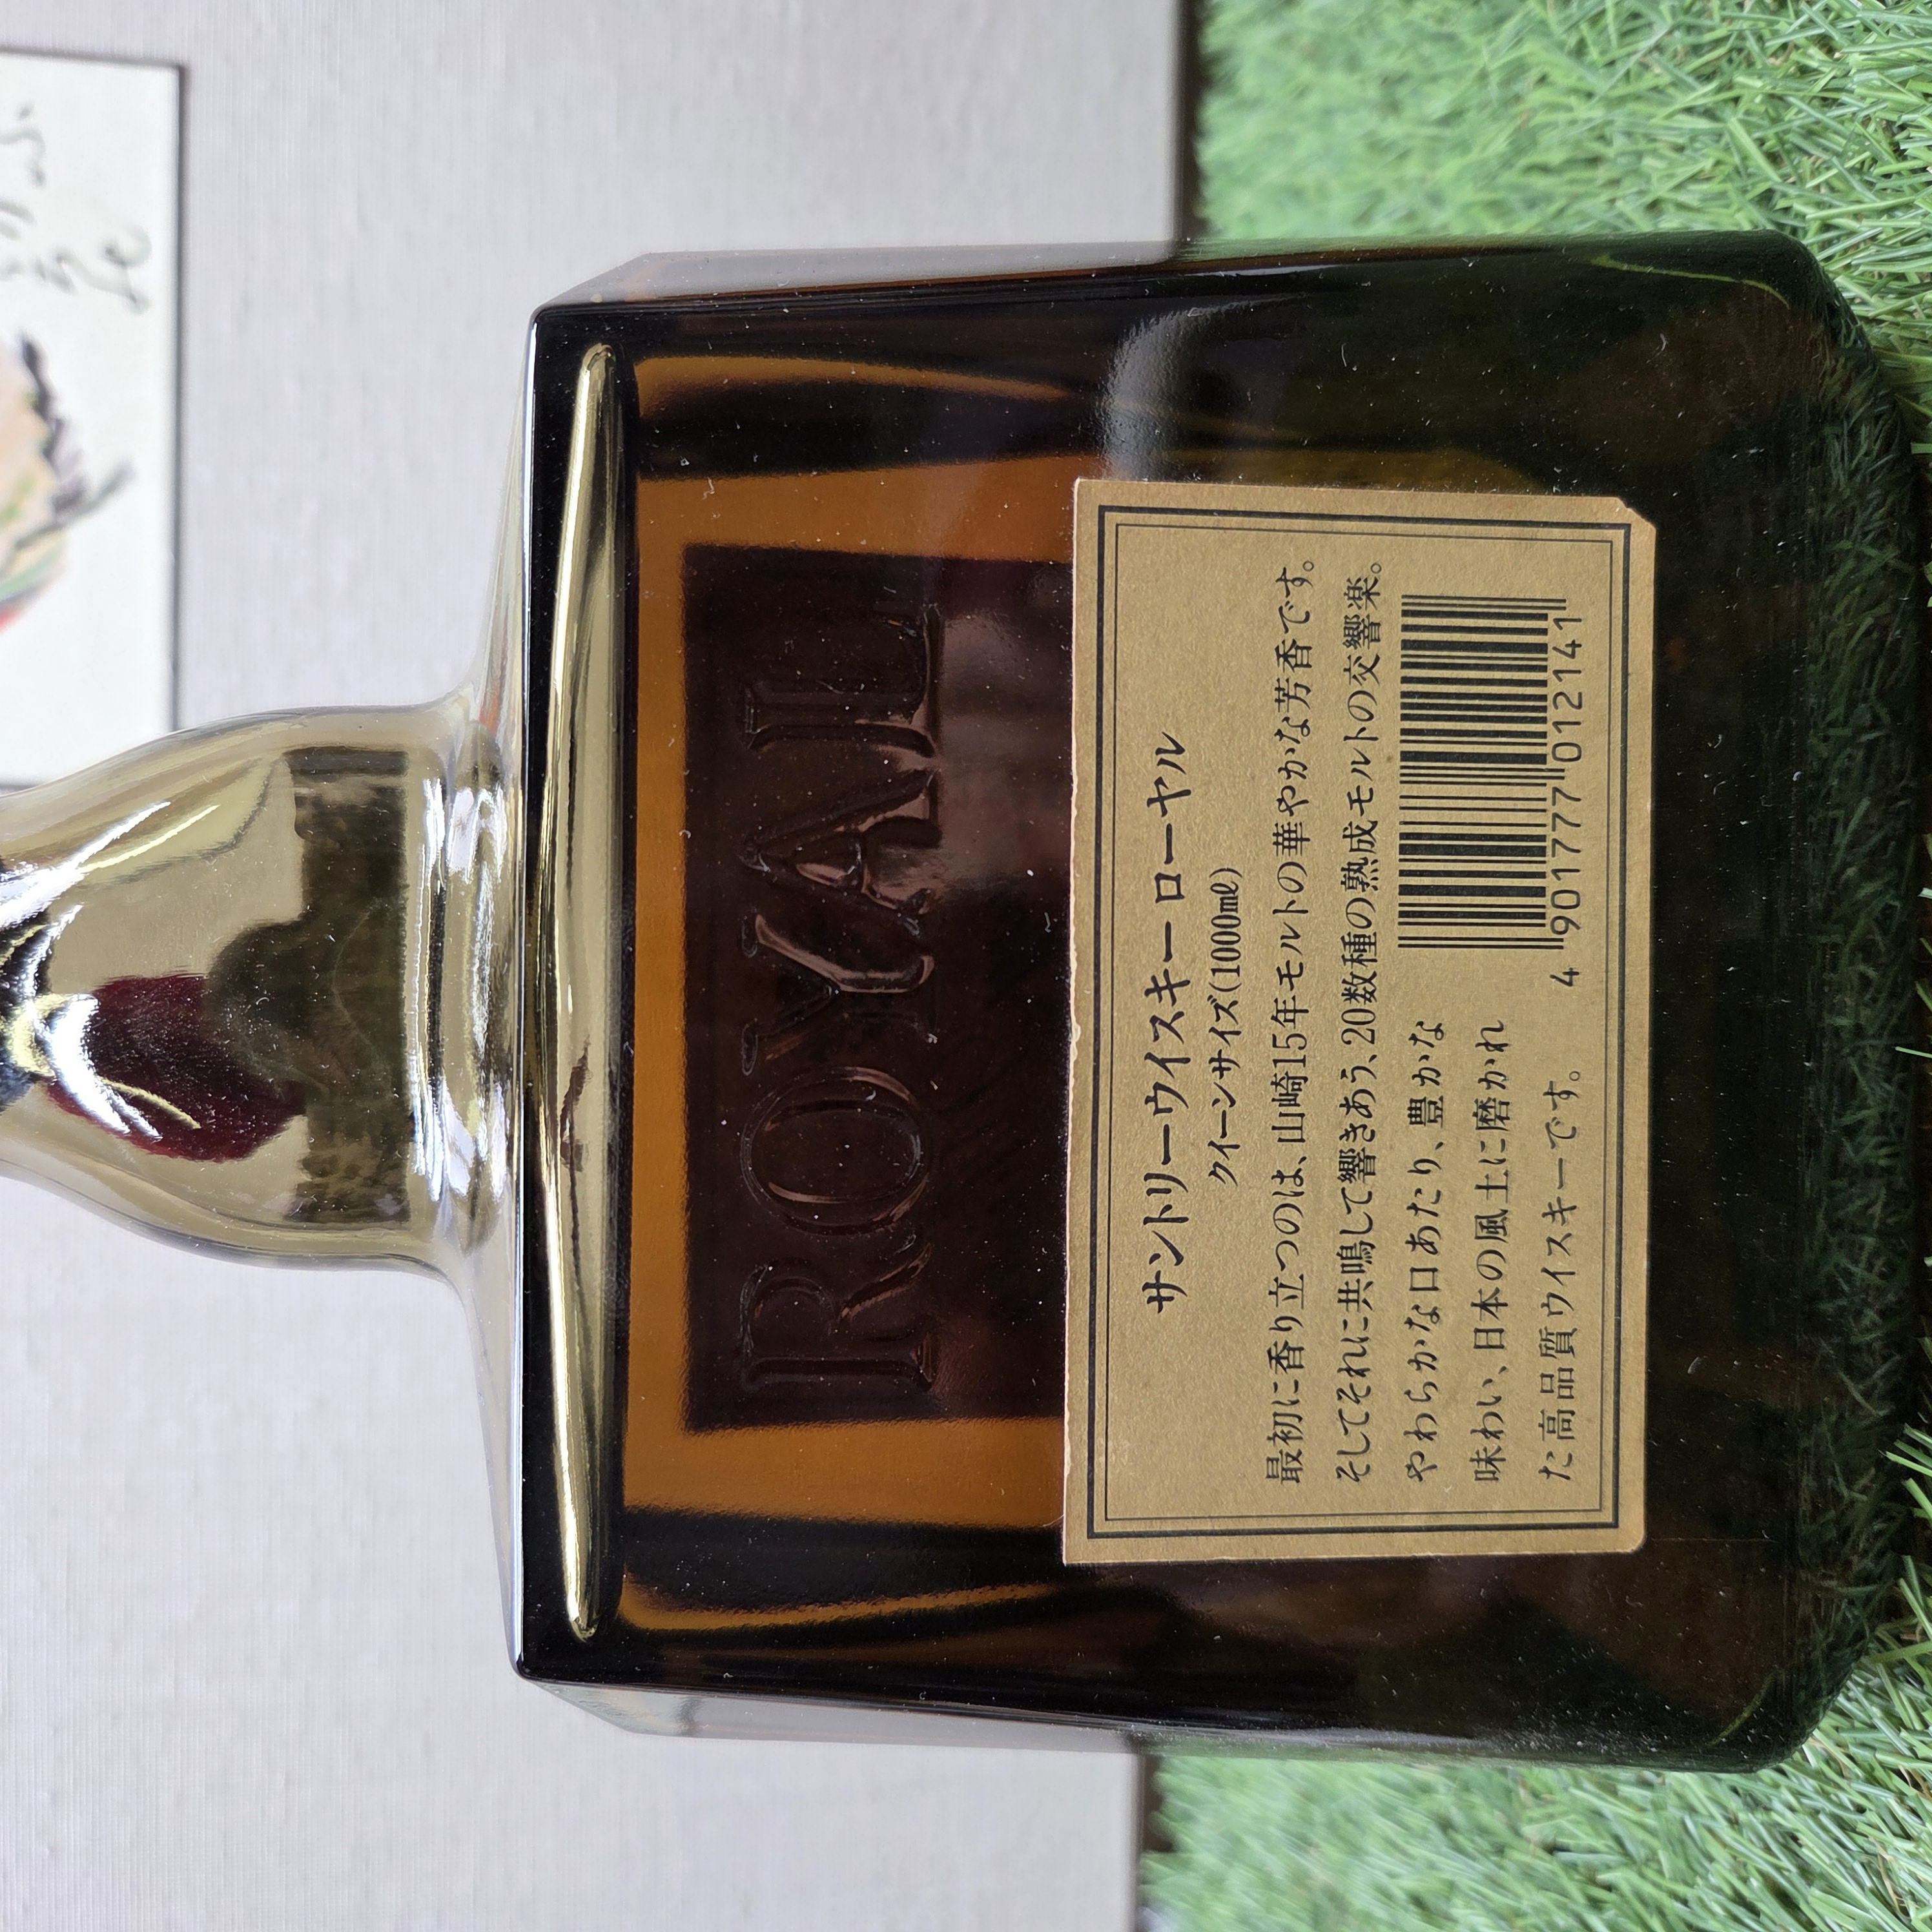 ROYAL
サントリーウイスキー ローヤル
クイーンサイズ(1000㎖)
最初に香り立つのは、山崎15年モルトの華やかな芳香です。
そしてそれに共鳴して響きあう、20数種の熟成モルトの交響楽。
やわらかな口あたり、豊かな
味わい、日本の風土に磨かれ
た高品質ウイスキーです。
4 901777 012141